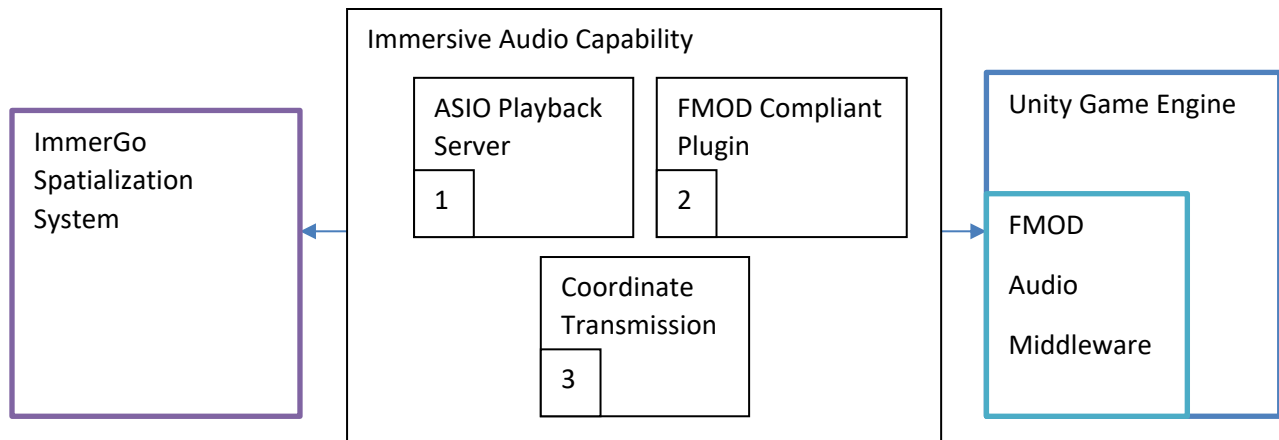 Immersive Audio Capability
ImmerGo
Spatialization
System
ASIO Playback
Server
1
FMOD Compliant
Plugin
2
Coordinate
Transmission
3
Unity Game Engine
FMOD
Audio
Middleware